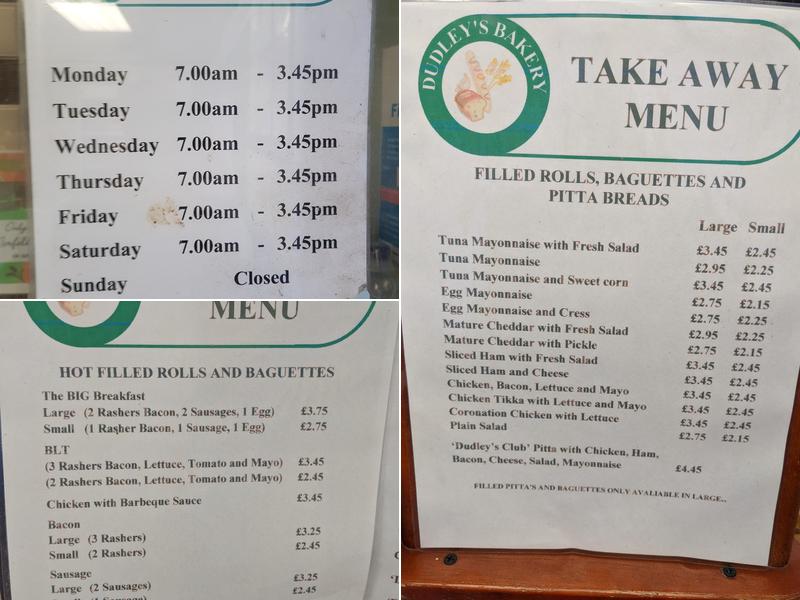 Monday 7.00am - 3.45pm
Tuesday 7.00am - 3.45pm
Wednesday 7.00am - 3.45pm
Thursday 7.00am - 3.45pm
Friday 7.00am - 3.45pm
Saturday 7.00am - 3.45pm
Sunday Closed
MENU
HOT FILLED ROLLS AND BAGUETTES
The BIG Breakfast
Large (2 Rashers Bacon, 2 Sausages, 1 Egg) £3.75
Small (1 Rasher Bacon, 1 Sausage, 1 Egg) £2.75
BLT
(3 Rashers Bacon, Lettuce, Tomato and Mayo) £3.45
(2 Rashers Bacon, Lettuce, Tomato and Mayo) £2.45
Chicken with Barbeque Sauce £3.45
Bacon
Large (3 Rashers) £3.25
Small (2 Rashers) £2.45
Sausage
Large (2 Sausages) £3.25
£2.45
DUDLEY'S BAKERY
TAKE AWAY
MENU
FILLED ROLLS, BAGUETTES AND
PITTA BREADS
Large Small
Tuna Mayonnaise with Fresh Salad £3.45 £2.45
Tuna Mayonnaise £2.95 £2.25
Tuna Mayonnaise and Sweet corn £3.45 £2.45
Egg Mayonnaise £2.75 £2.15
Egg Mayonnaise and Cress £2.75 £2.25
Mature Cheddar with Fresh Salad £2.95 £2.25
Mature Cheddar with Pickle £2.75 £2.15
Sliced Ham with Fresh Salad £3.45 £2.45
Sliced Ham and Cheese £3.45 £2.45
Chicken, Bacon, Lettuce and Mayo £3.45 £2.45
Chicken Tikka with Lettuce and Mayo £3.45 £2.45
Coronation Chicken with Lettuce £3.45 £2.45
Plain Salad £2.75 £2.15
'Dudley's Club' Pitta with Chicken, Ham,
Bacon, Cheese, Salad, Mayonnaise £4.45
FILLED PITTA'S AND BAGUETTES ONLY AVALIABLE IN LARGE..